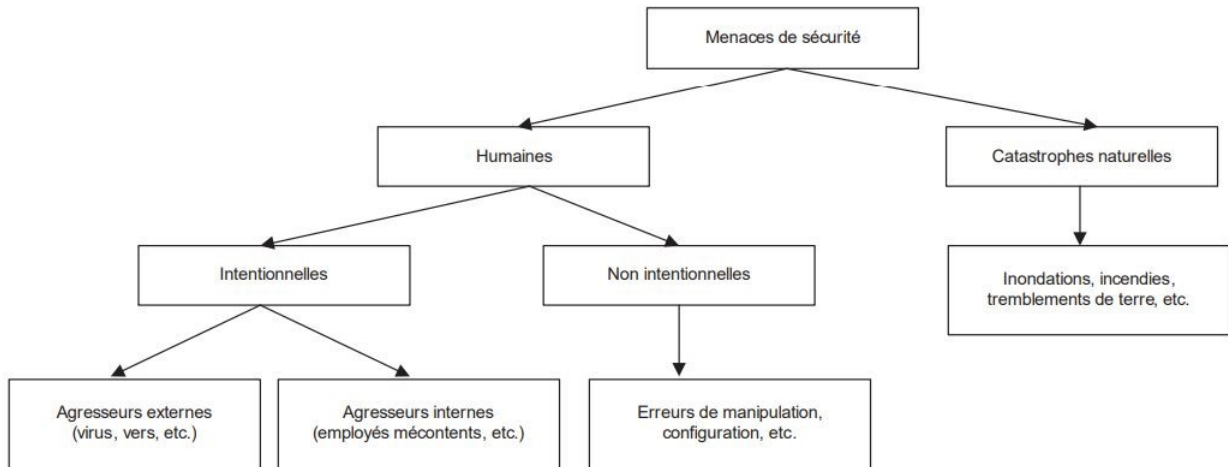 Menaces de sécurité
Humaines
Catastrophes naturelles
Intentionnelles
Non intentionnelles
Inondations, incendies,
tremblements de terre, etc.
Agresseurs externes
(virus, vers, etc.)
Agresseurs internes
(employés mécontents, etc.)
Erreurs de manipulation,
configuration, etc.